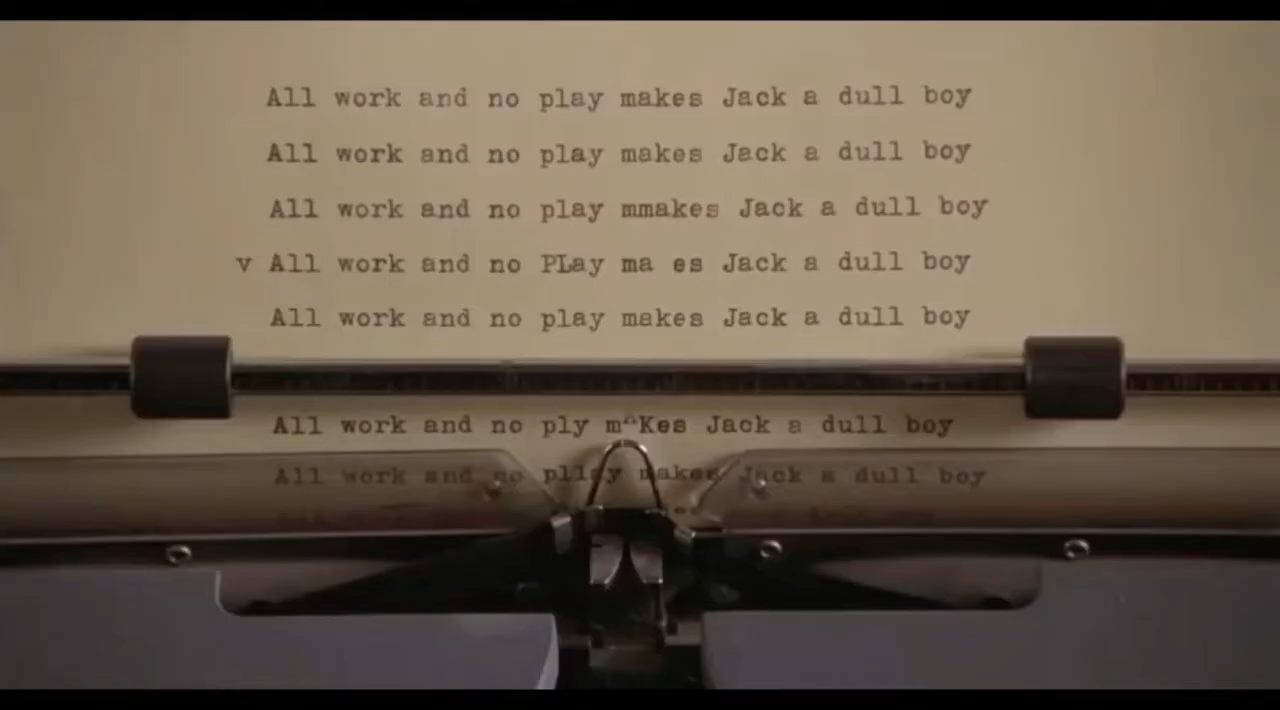 All work and no play makes Jack a dull boy
All work and no play makes Jack a dull boy
All work and no play mmakes Jack a dull boy
v All work and no PLay ma es Jack a dull boy
All work and no play makes Jack a dull boy
All work and no ply m^Kes Jack a dull boy
All work and no pllay makes Jack a dull boy